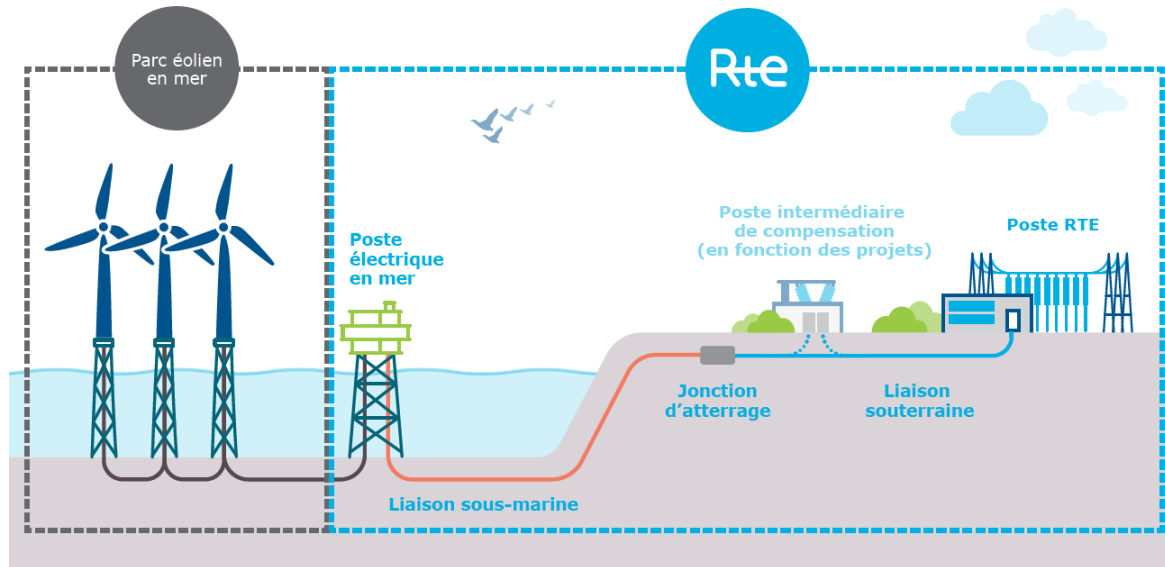 Parc éolien
en mer
Rte
Poste
électrique
en mer
Poste intermédiaire
de compensation
(en fonction des projets)
Poste RTE
Jonction
d'atterrage
Liaison
souterraine
Liaison sous-marine